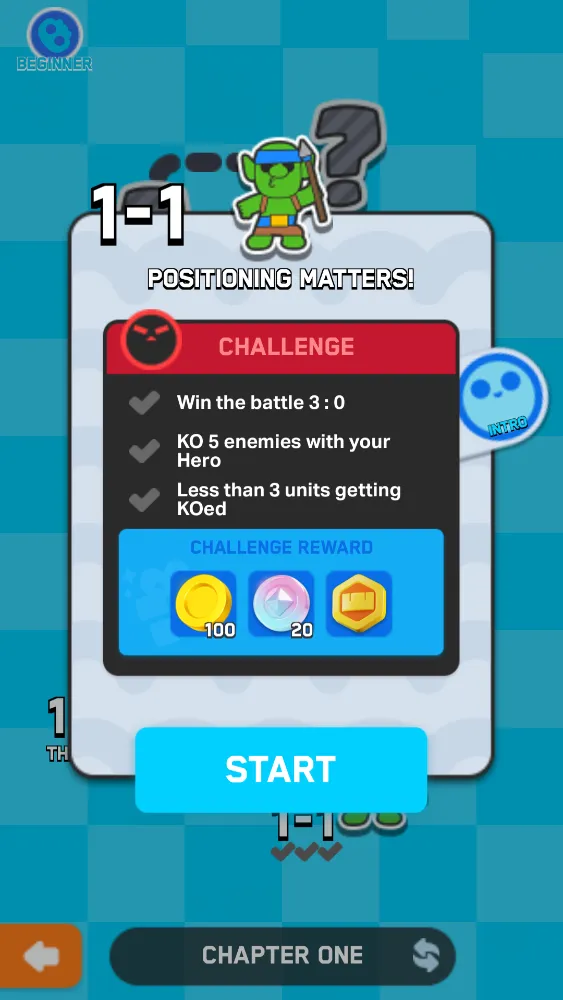 BEGINNER
1-1
POSITIONING MATTERS!
CHALLENGE
Win the battle 3 : 0
KO 5 enemies with your
Hero
Less than 3 units getting
KOed
INTRO
CHALLENGE REWARD
100
20
1
TH
START
1-1
CHAPTER ONE